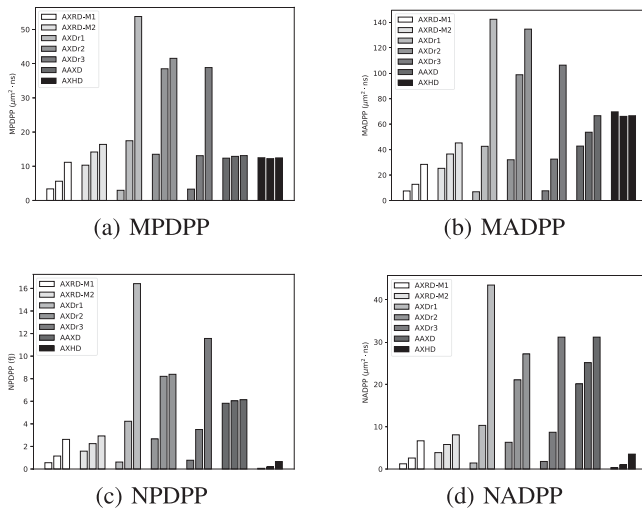 AXRD-M1
AXRD-M2
AXDr1
AXDr2
AXDr3
AAXD
AXHD
MPDPP (μm²·ns)
50
40
30
20
10
0
(a) MPDPP
AXRD-M1
AXRD-M2
AXDr1
AXDr2
AXDr3
AAXD
AXHD
MADPP (μm²·ns)
140
120
100
80
60
40
20
0
(b) MADPP
AXRD-M1
AXRD-M2
AXDr1
AXDr2
AXDr3
AAXD
AXHD
NPDPP (fJ)
16
14
12
10
8
6
4
2
0
(c) NPDPP
AXRD-M1
AXRD-M2
AXDr1
AXDr2
AXDr3
AAXD
AXHD
NADPP (μm²·ns)
40
30
20
10
0
(d) NADPP